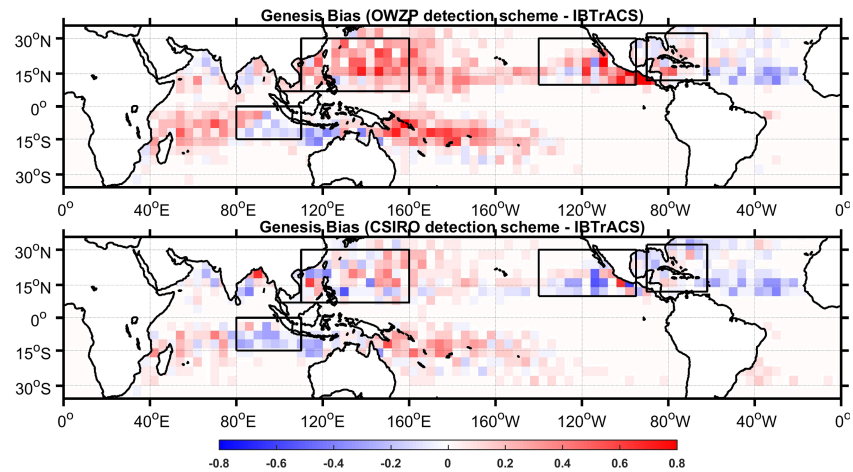 Genesis Bias (OWZP detection scheme - IBTrACS)
30°N
15°N
0°
15°S
30°S
0° 40°E 80°E 120°E 160°E 160°W 120°W 80°W 40°W 0°
Genesis Bias (CSIRO detection scheme - IBTrACS)
30°N
15°N
0°
15°S
30°S
0° 40°E 80°E 120°E 160°E 160°W 120°W 80°W 40°W 0°
-0.8 -0.6 -0.4 -0.2 0 0.2 0.4 0.6 0.8